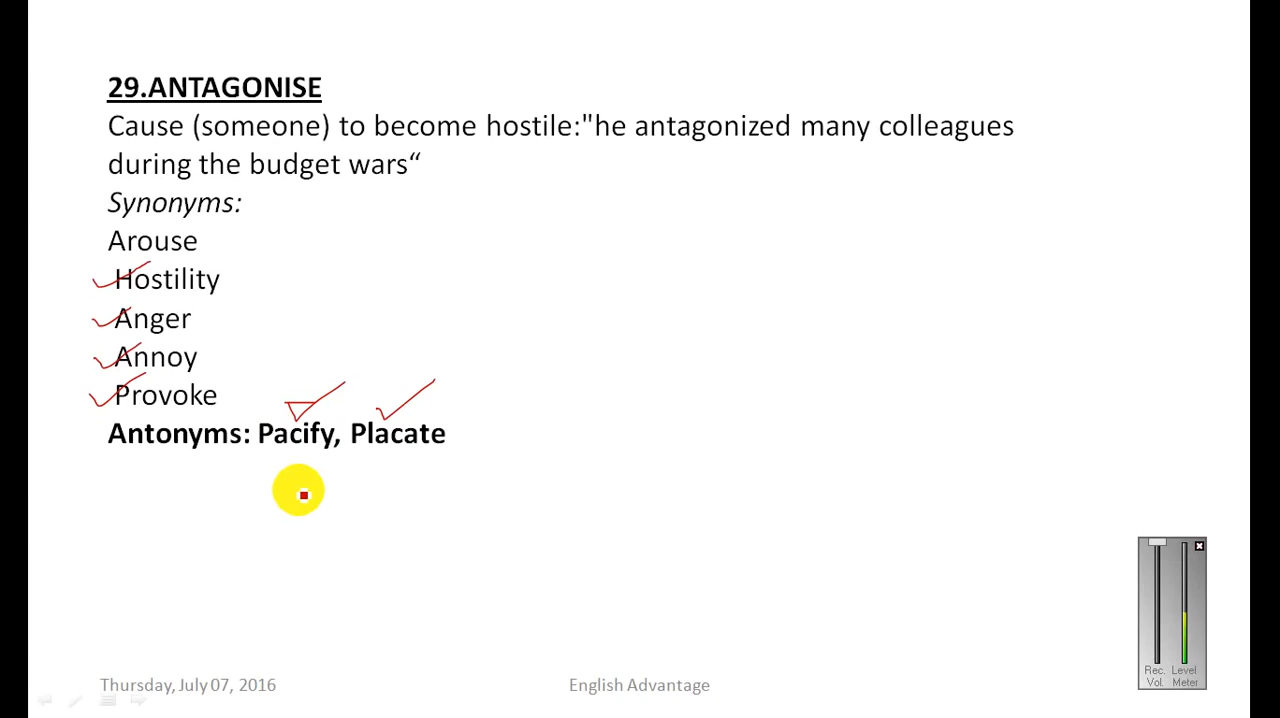 29.ANTAGONISE
Cause (someone) to become hostile:"he antagonized many colleagues
during the budget wars“
Synonyms:
Arouse
Hostility
Anger
Annoy
Provoke
Antonyms: Pacify, Placate
Rec. Level
Vol. Meter
Thursday, July 07, 2016 English Advantage